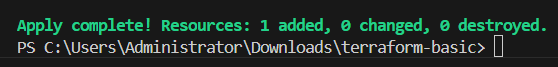 Apply complete! Resources: 1 added, 0 changed, 0 destroyed.
PS C:\Users\Administrator\Downloads\terraform-basic>